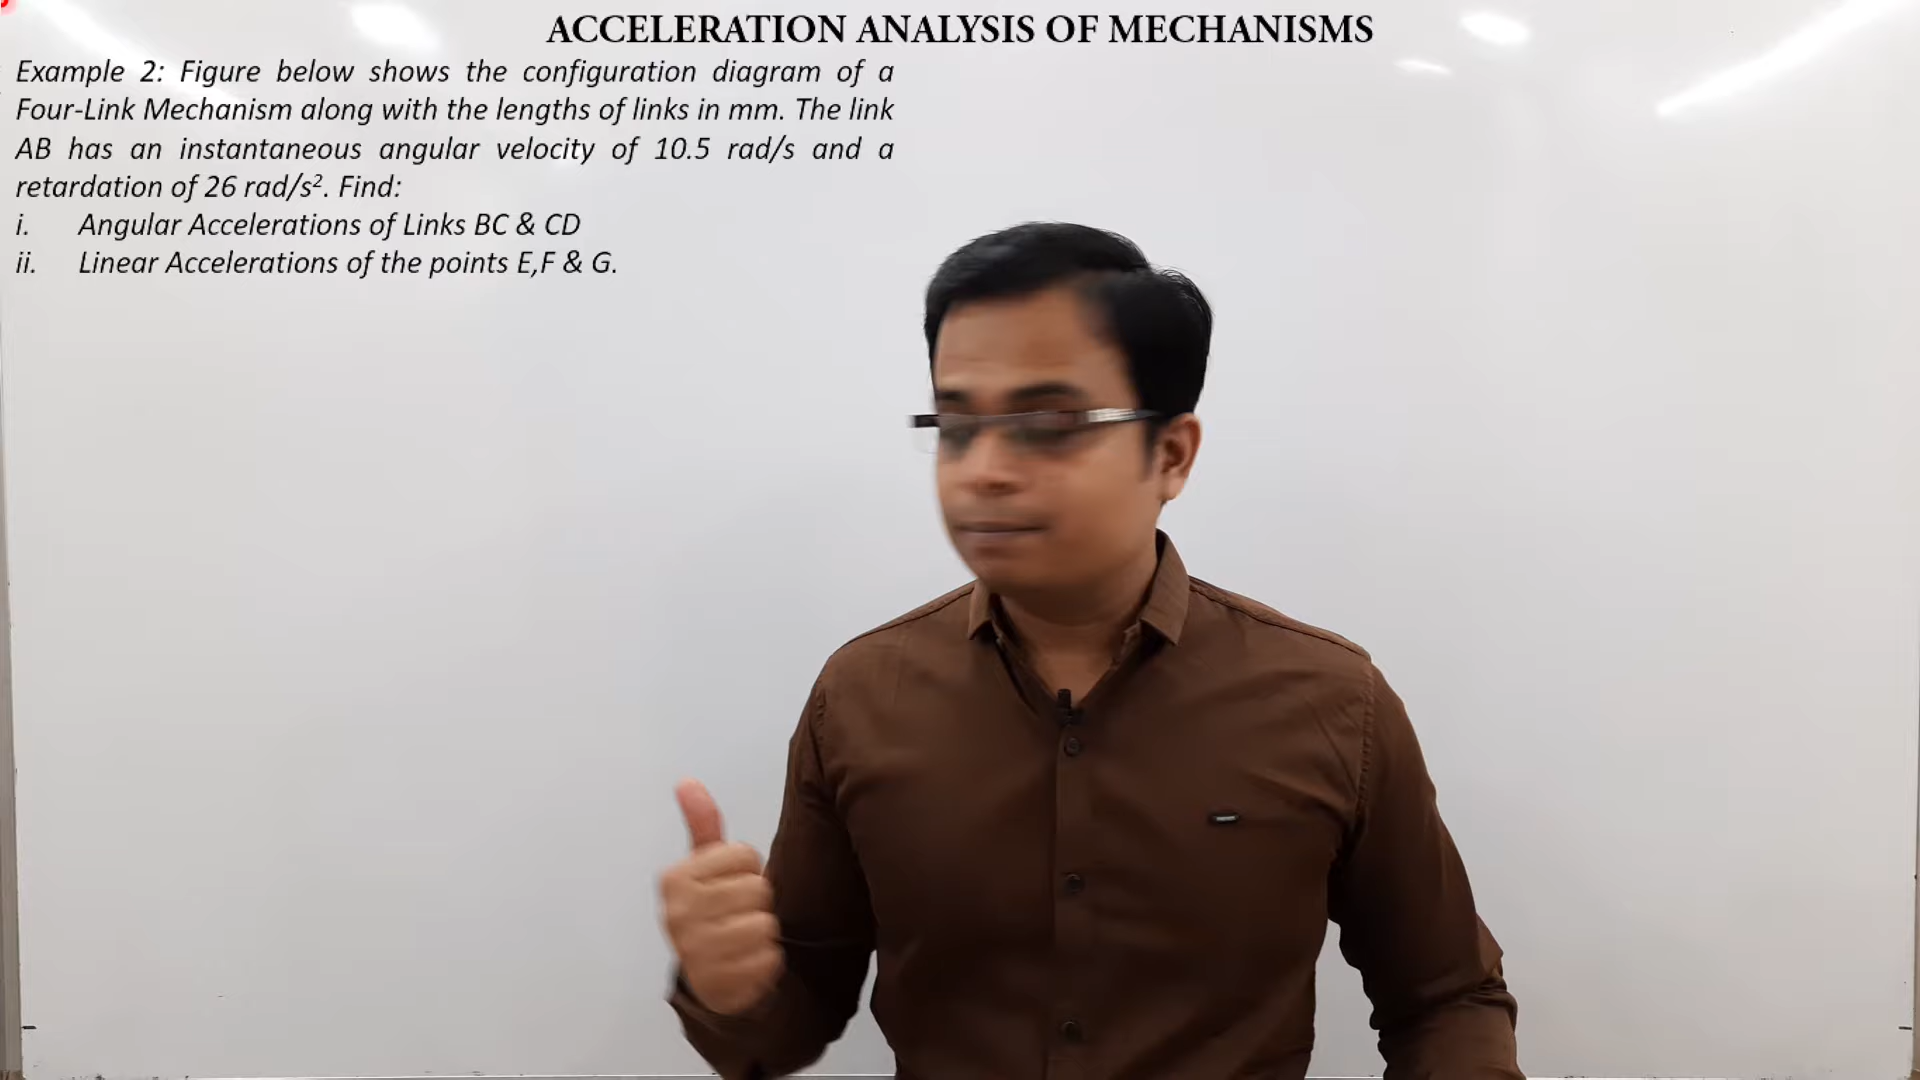 ACCELERATION ANALYSIS OF MECHANISMS
Example 2: Figure below shows the configuration diagram of a
Four-Link Mechanism along with the lengths of links in mm. The link
AB has an instantaneous angular velocity of 10.5 rad/s and a
retardation of 26 rad/s². Find:
i. Angular Accelerations of Links BC & CD
ii. Linear Accelerations of the points E,F & G.